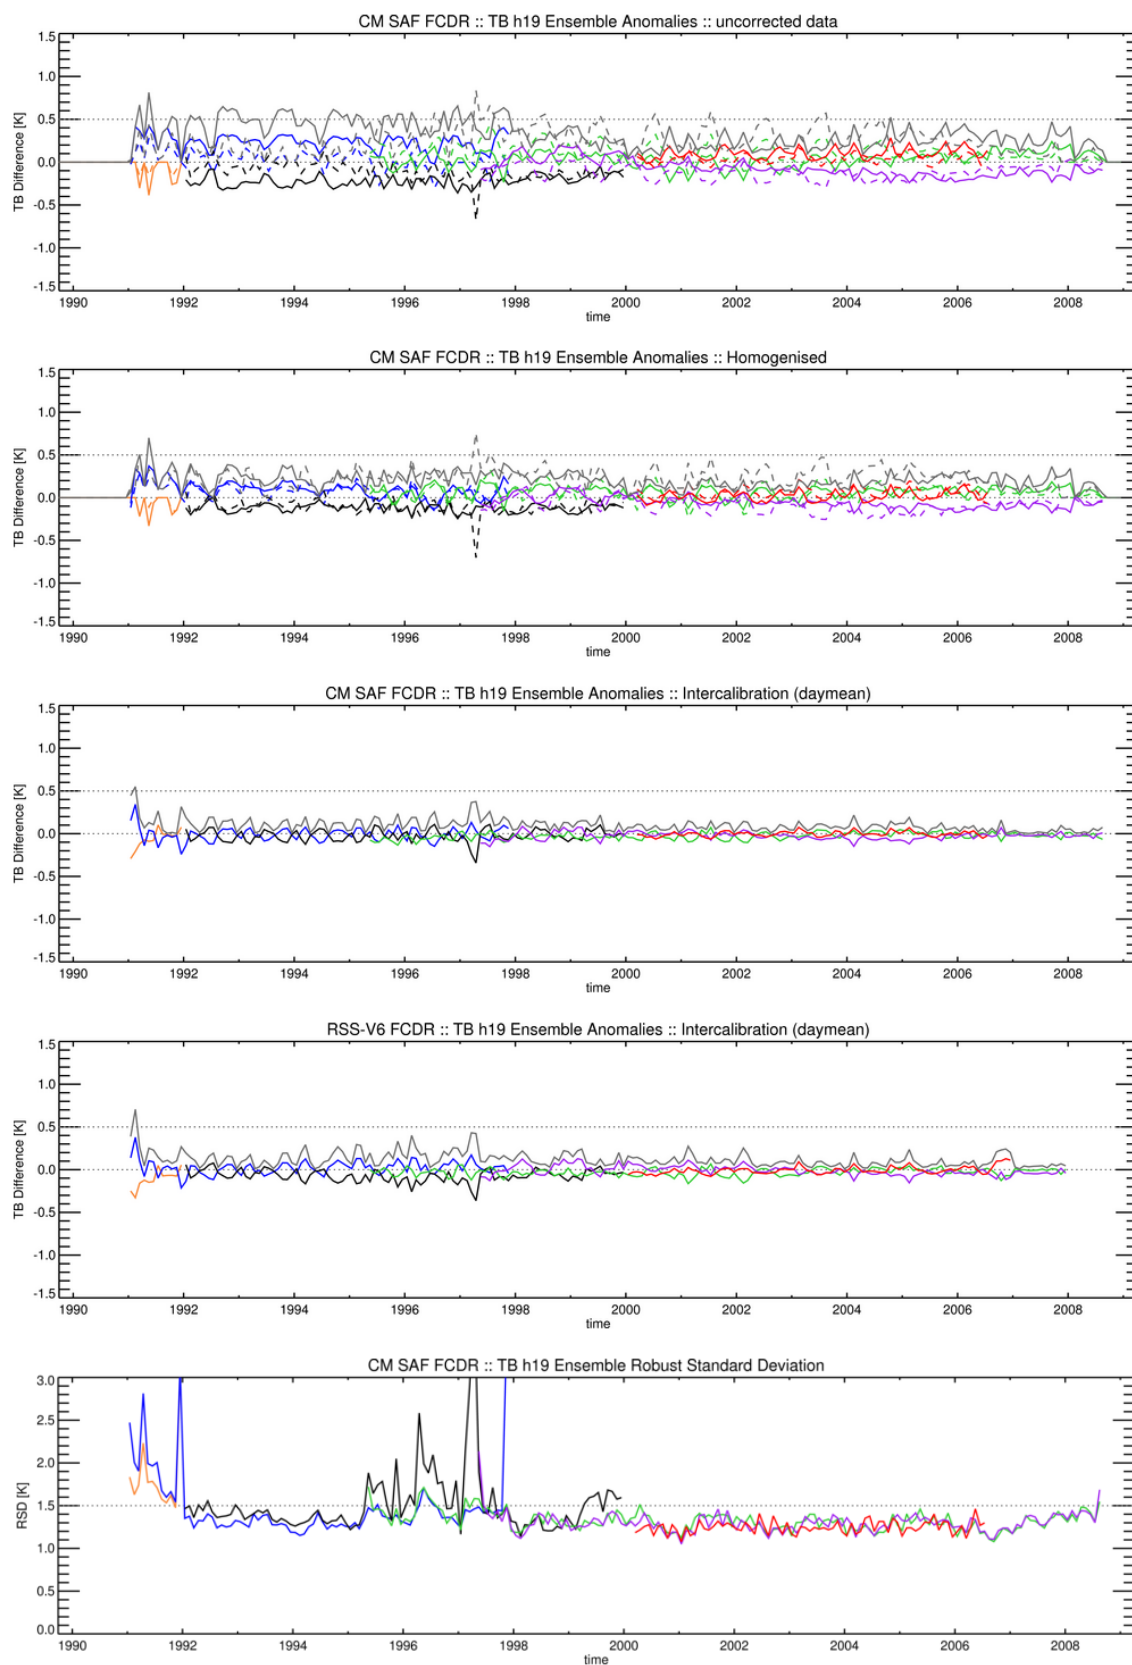 CM SAF FCDR :: TB h19 Ensemble Anomalies :: uncorrected data
TB Difference [K]
1.5
1.0
0.5
0.0
-0.5
-1.0
-1.5
1990 1992 1994 1996 1998 2000 2002 2004 2006 2008
time
CM SAF FCDR :: TB h19 Ensemble Anomalies :: Homogenised
TB Difference [K]
1.5
1.0
0.5
0.0
-0.5
-1.0
-1.5
1990 1992 1994 1996 1998 2000 2002 2004 2006 2008
time
CM SAF FCDR :: TB h19 Ensemble Anomalies :: Intercalibration (daymean)
TB Difference [K]
1.5
1.0
0.5
0.0
-0.5
-1.0
-1.5
1990 1992 1994 1996 1998 2000 2002 2004 2006 2008
time
RSS-V6 FCDR :: TB h19 Ensemble Anomalies :: Intercalibration (daymean)
TB Difference [K]
1.5
1.0
0.5
0.0
-0.5
-1.0
-1.5
1990 1992 1994 1996 1998 2000 2002 2004 2006 2008
time
CM SAF FCDR :: TB h19 Ensemble Robust Standard Deviation
RSD [K]
3.0
2.5
2.0
1.5
1.0
0.5
0.0
1990 1992 1994 1996 1998 2000 2002 2004 2006 2008
time